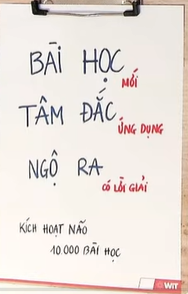 BÀI HỌC
MỚI
TÂM ĐẮC
ỨNG DỤNG
NGỘ RA
CÓ LỜI GIẢI
KÍCH HOẠT NÃO
10.000 BÀI HỌC
WIT